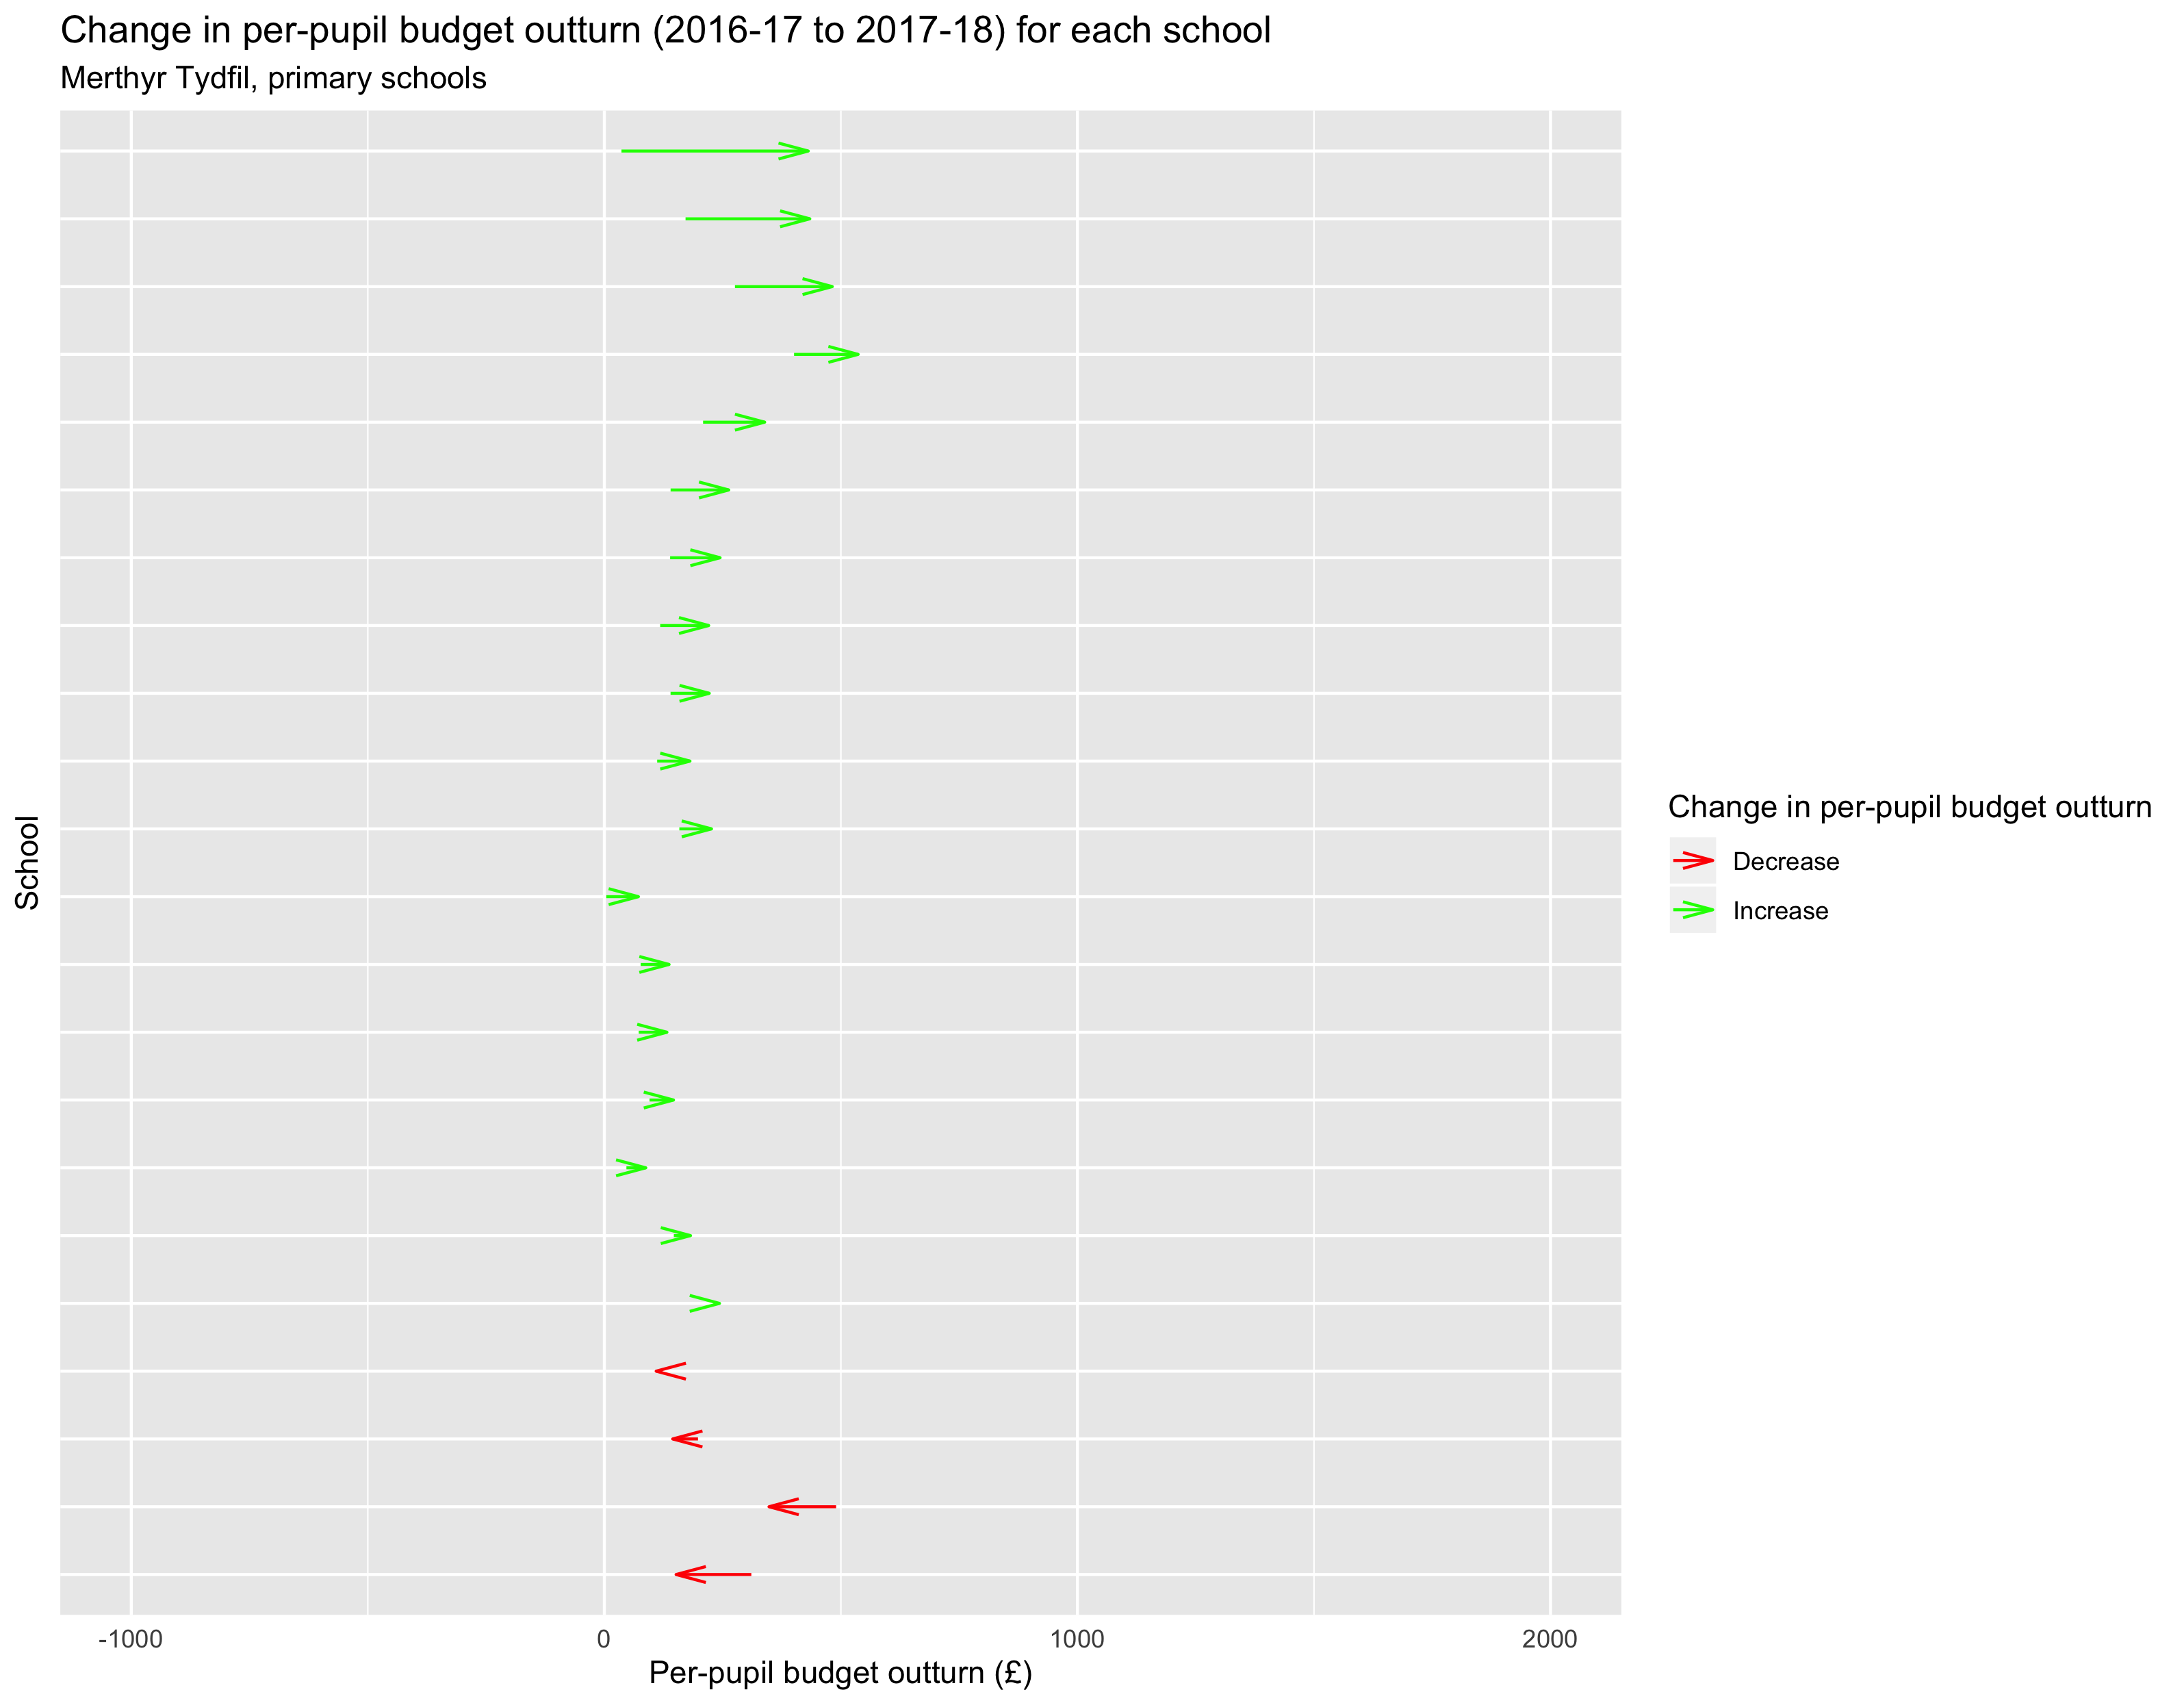 Change in per-pupil budget outturn (2016-17 to 2017-18) for each school
Merthyr Tydfil, primary schools
School
Change in per-pupil budget outturn
Decrease
Increase
-1000 0 1000 2000
Per-pupil budget outturn (£)